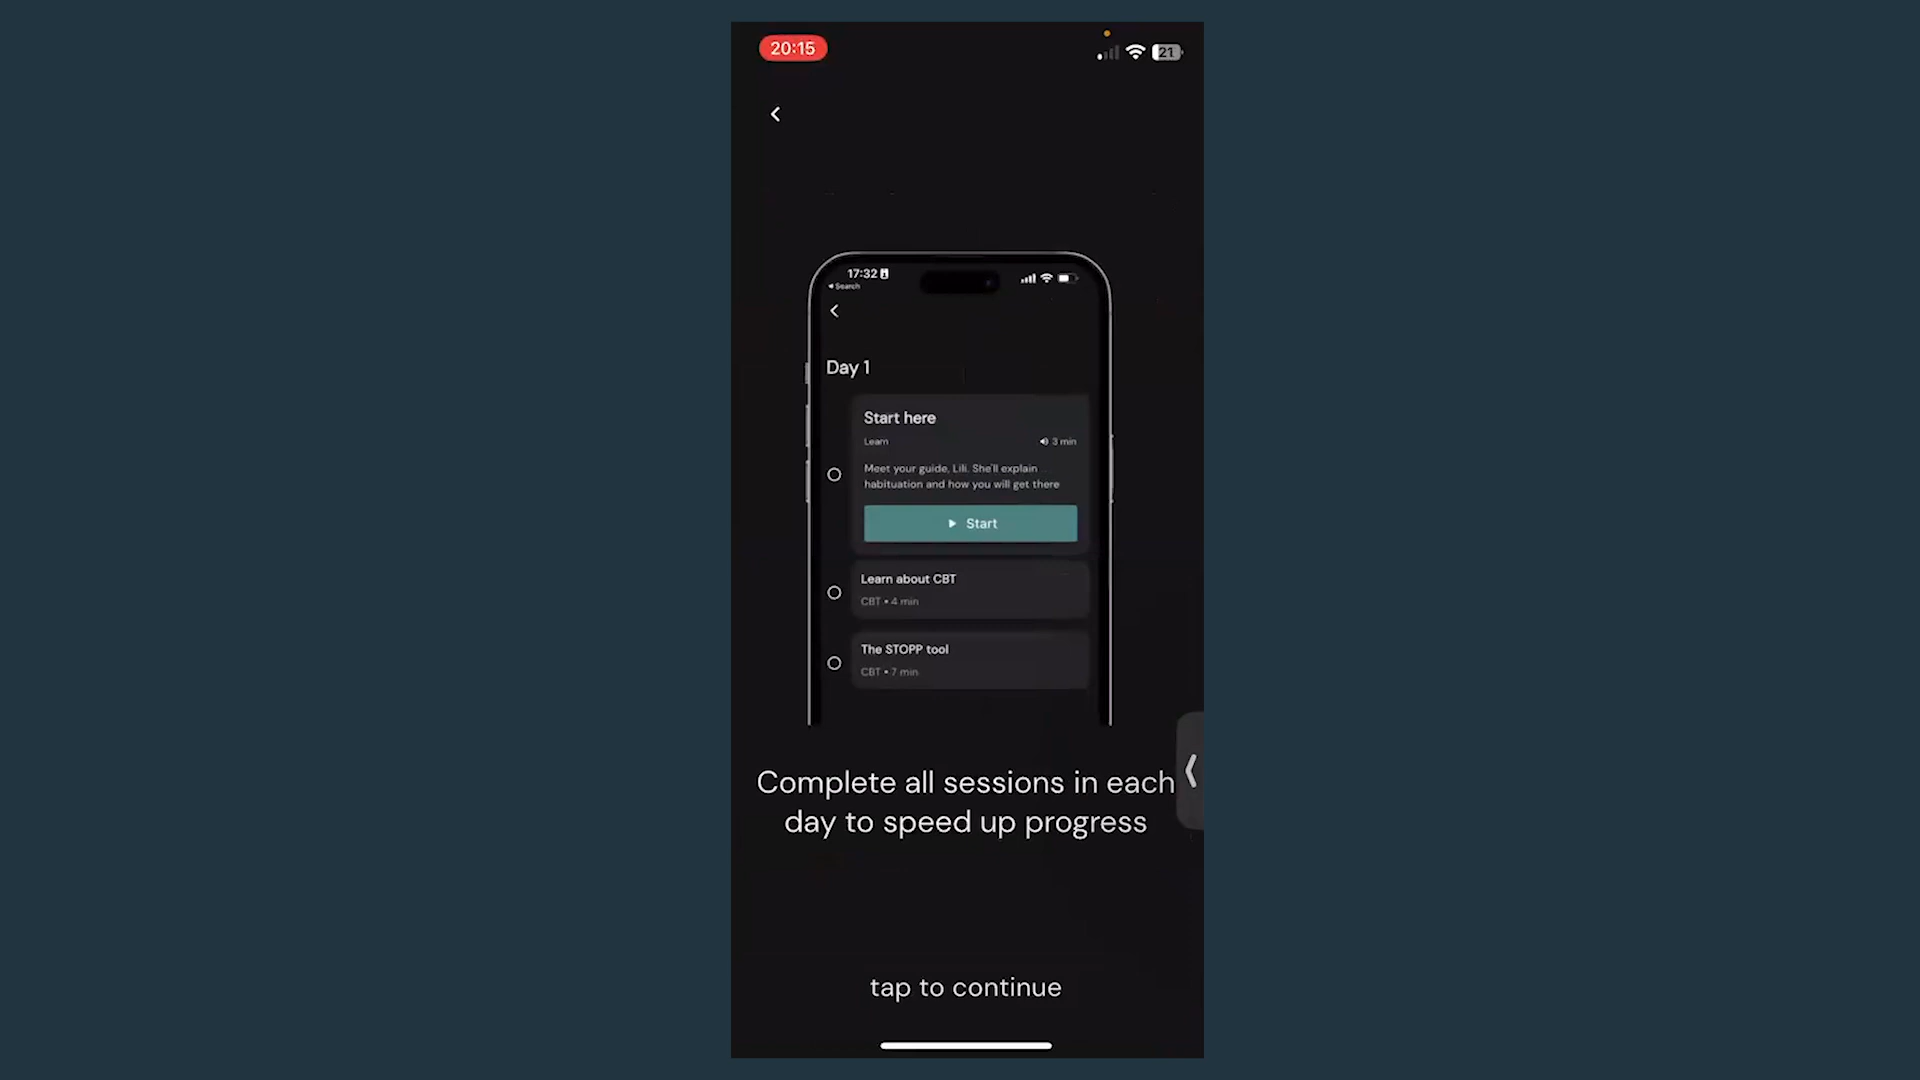 20:15
21
17:32
Search
Day 1
Start here
Learn
3 min
Meet your guide, Lili. She'll explain
habituation and how you will get there
Start
Learn about CBT
CBT • 4 min
The STOPP tool
CBT • 7 min
Complete all sessions in each
day to speed up progress
tap to continue